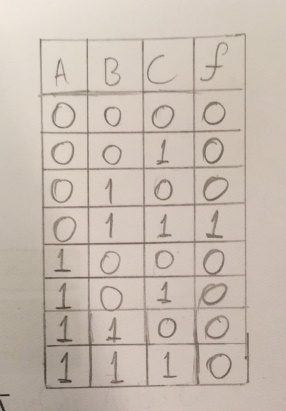 A B C f
0 0 0 0
0 0 1 0
0 1 0 0
0 1 1 1
1 0 0 0
1 0 1 0
1 1 0 0
1 1 1 0